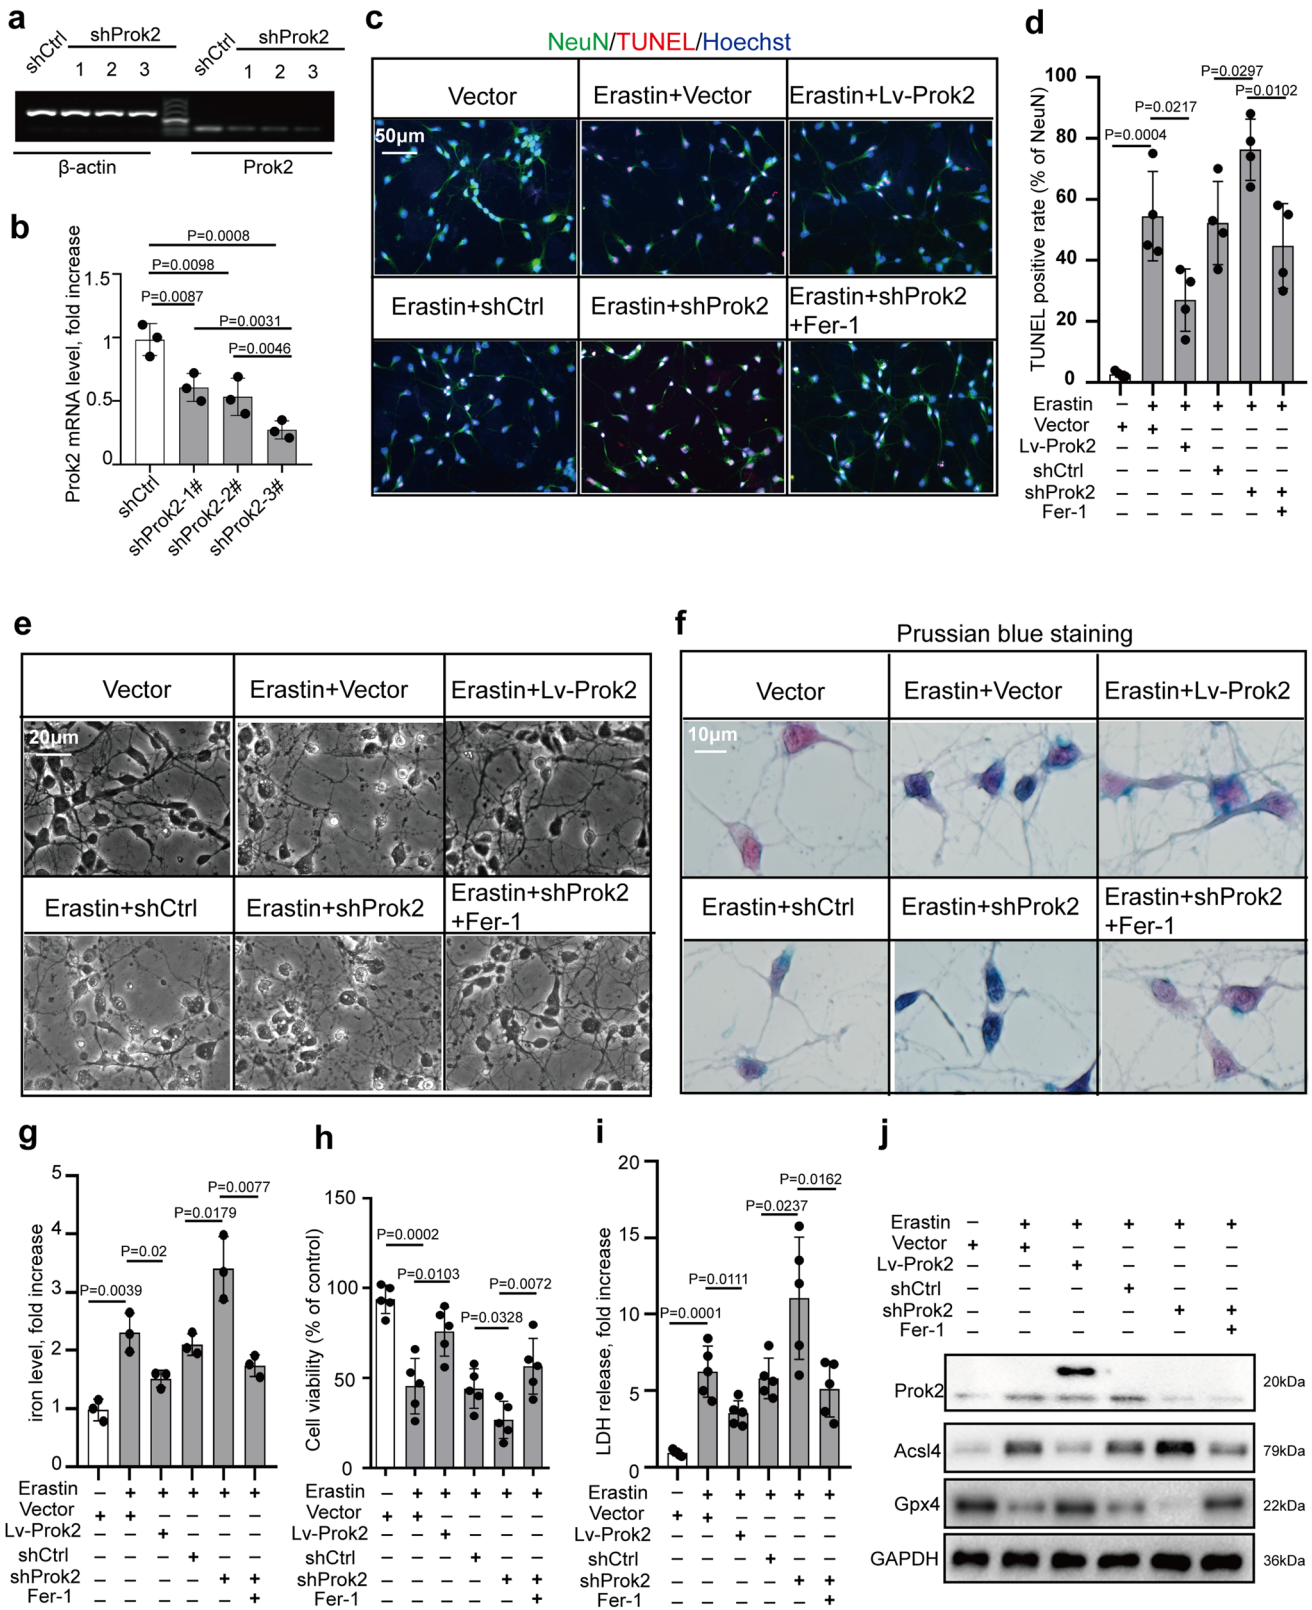 a
shCtrl shProk2 shCtrl shProk2
1 2 3 1 2 3
β-actin Prok2
b
Prok2 mRNA level, fold increase
P=0.0008
P=0.0098
P=0.0087
P=0.0031
P=0.0046
1.5
1
0.5
0
shCtrl shProk2-1# shProk2-2# shProk2-3#
c
NeuN/TUNEL/Hoechst
Vector Erastin+Vector Erastin+Lv-Prok2
50μm
Erastin+shCtrl Erastin+shProk2 Erastin+shProk2
+Fer-1
d
TUNEL positive rate (% of NeuN)
P=0.0297
P=0.0102
P=0.0217
P=0.0004
100
80
60
40
20
0
Erastin – + + + + +
Vector + + – – – –
Lv-Prok2 – – + – – –
shCtrl – – – + – –
shProk2 – – – – + +
Fer-1 – – – – – +
e
Vector Erastin+Vector Erastin+Lv-Prok2
20μm
Erastin+shCtrl Erastin+shProk2 Erastin+shProk2
+Fer-1
f
Prussian blue staining
Vector Erastin+Vector Erastin+Lv-Prok2
10μm
Erastin+shCtrl Erastin+shProk2 Erastin+shProk2
+Fer-1
g
iron level, fold increase
P=0.0077
P=0.0179
P=0.02
P=0.0039
5
4
3
2
1
0
Erastin – + + + + +
Vector + + – – – –
Lv-Prok2 – – + – – –
shCtrl – – – + – –
shProk2 – – – – + +
Fer-1 – – – – – +
h
Cell viability (% of control)
P=0.0002
P=0.0103
P=0.0072
P=0.0328
150
100
50
0
Erastin – + + + + +
Vector + + – – – –
Lv-Prok2 – – + – – –
shCtrl – – – + – –
shProk2 – – – – + +
Fer-1 – – – – – +
i
LDH release, fold increase
P=0.0162
P=0.0237
P=0.0111
P=0.0001
20
15
10
5
0
Erastin – + + + + +
Vector + + – – – –
Lv-Prok2 – – + – – –
shCtrl – – – + – –
shProk2 – – – – + +
Fer-1 – – – – – +
j
Erastin – + + + + +
Vector + + – – – –
Lv-Prok2 – – + – – –
shCtrl – – – + – –
shProk2 – – – – + +
Fer-1 – – – – – +
Prok2 20kDa
Acsl4 79kDa
Gpx4 22kDa
GAPDH 36kDa